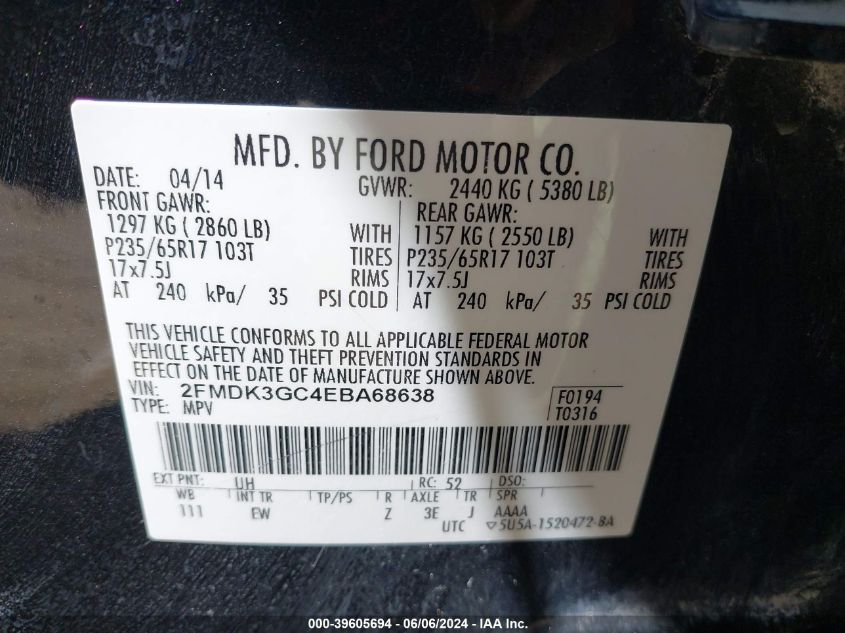 MFD. BY FORD MOTOR CO.
DATE: 04/14 GVWR: 2440 KG ( 5380 LB)
FRONT GAWR: REAR GAWR:
1297 KG ( 2860 LB) WITH 1157 KG ( 2550 LB) WITH
P235/65R17 103T TIRES P235/65R17 103T TIRES
17x7.5J RIMS 17x7.5J RIMS
AT 240 kPa/ 35 PSI COLD AT 240 kPa/ 35 PSI COLD
THIS VEHICLE CONFORMS TO ALL APPLICABLE FEDERAL MOTOR
VEHICLE SAFETY AND THEFT PREVENTION STANDARDS IN
EFFECT ON THE DATE OF MANUFACTURE SHOWN ABOVE.
VIN: 2FMDK3GC4EBA68638 F0194
TYPE: MPV T0316
EXT PNT: UH RC: 52 DSO:
WB INT TR TP/PS R AXLE TR SPR
111 EW Z 3E J AAAA
UTC ▽5U5A-1520472-BA
000-39605694 - 06/06/2024 - IAA Inc.